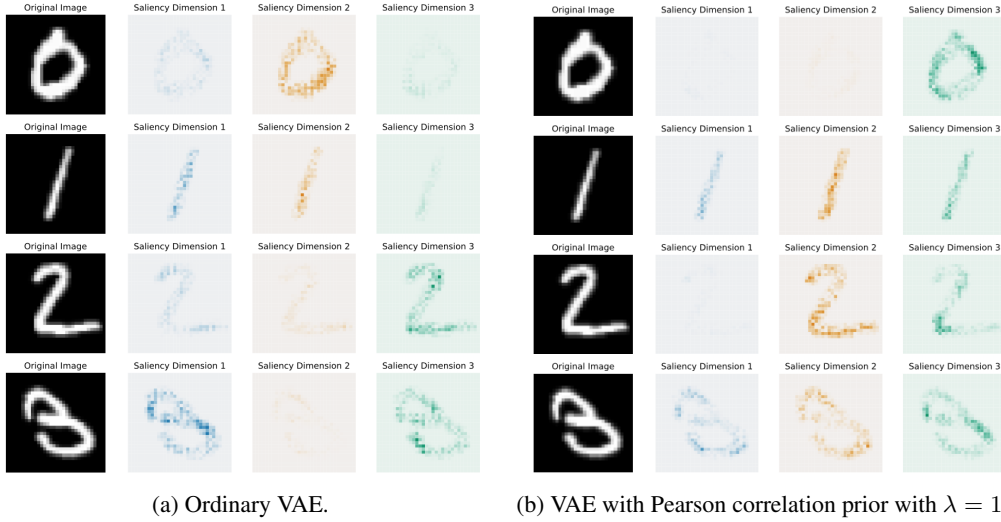 Original Image Saliency Dimension 1 Saliency Dimension 2 Saliency Dimension 3
Original Image Saliency Dimension 1 Saliency Dimension 2 Saliency Dimension 3
Original Image Saliency Dimension 1 Saliency Dimension 2 Saliency Dimension 3
Original Image Saliency Dimension 1 Saliency Dimension 2 Saliency Dimension 3
(a) Ordinary VAE.
Original Image Saliency Dimension 1 Saliency Dimension 2 Saliency Dimension 3
Original Image Saliency Dimension 1 Saliency Dimension 2 Saliency Dimension 3
Original Image Saliency Dimension 1 Saliency Dimension 2 Saliency Dimension 3
Original Image Saliency Dimension 1 Saliency Dimension 2 Saliency Dimension 3
(b) VAE with Pearson correlation prior with λ = 1